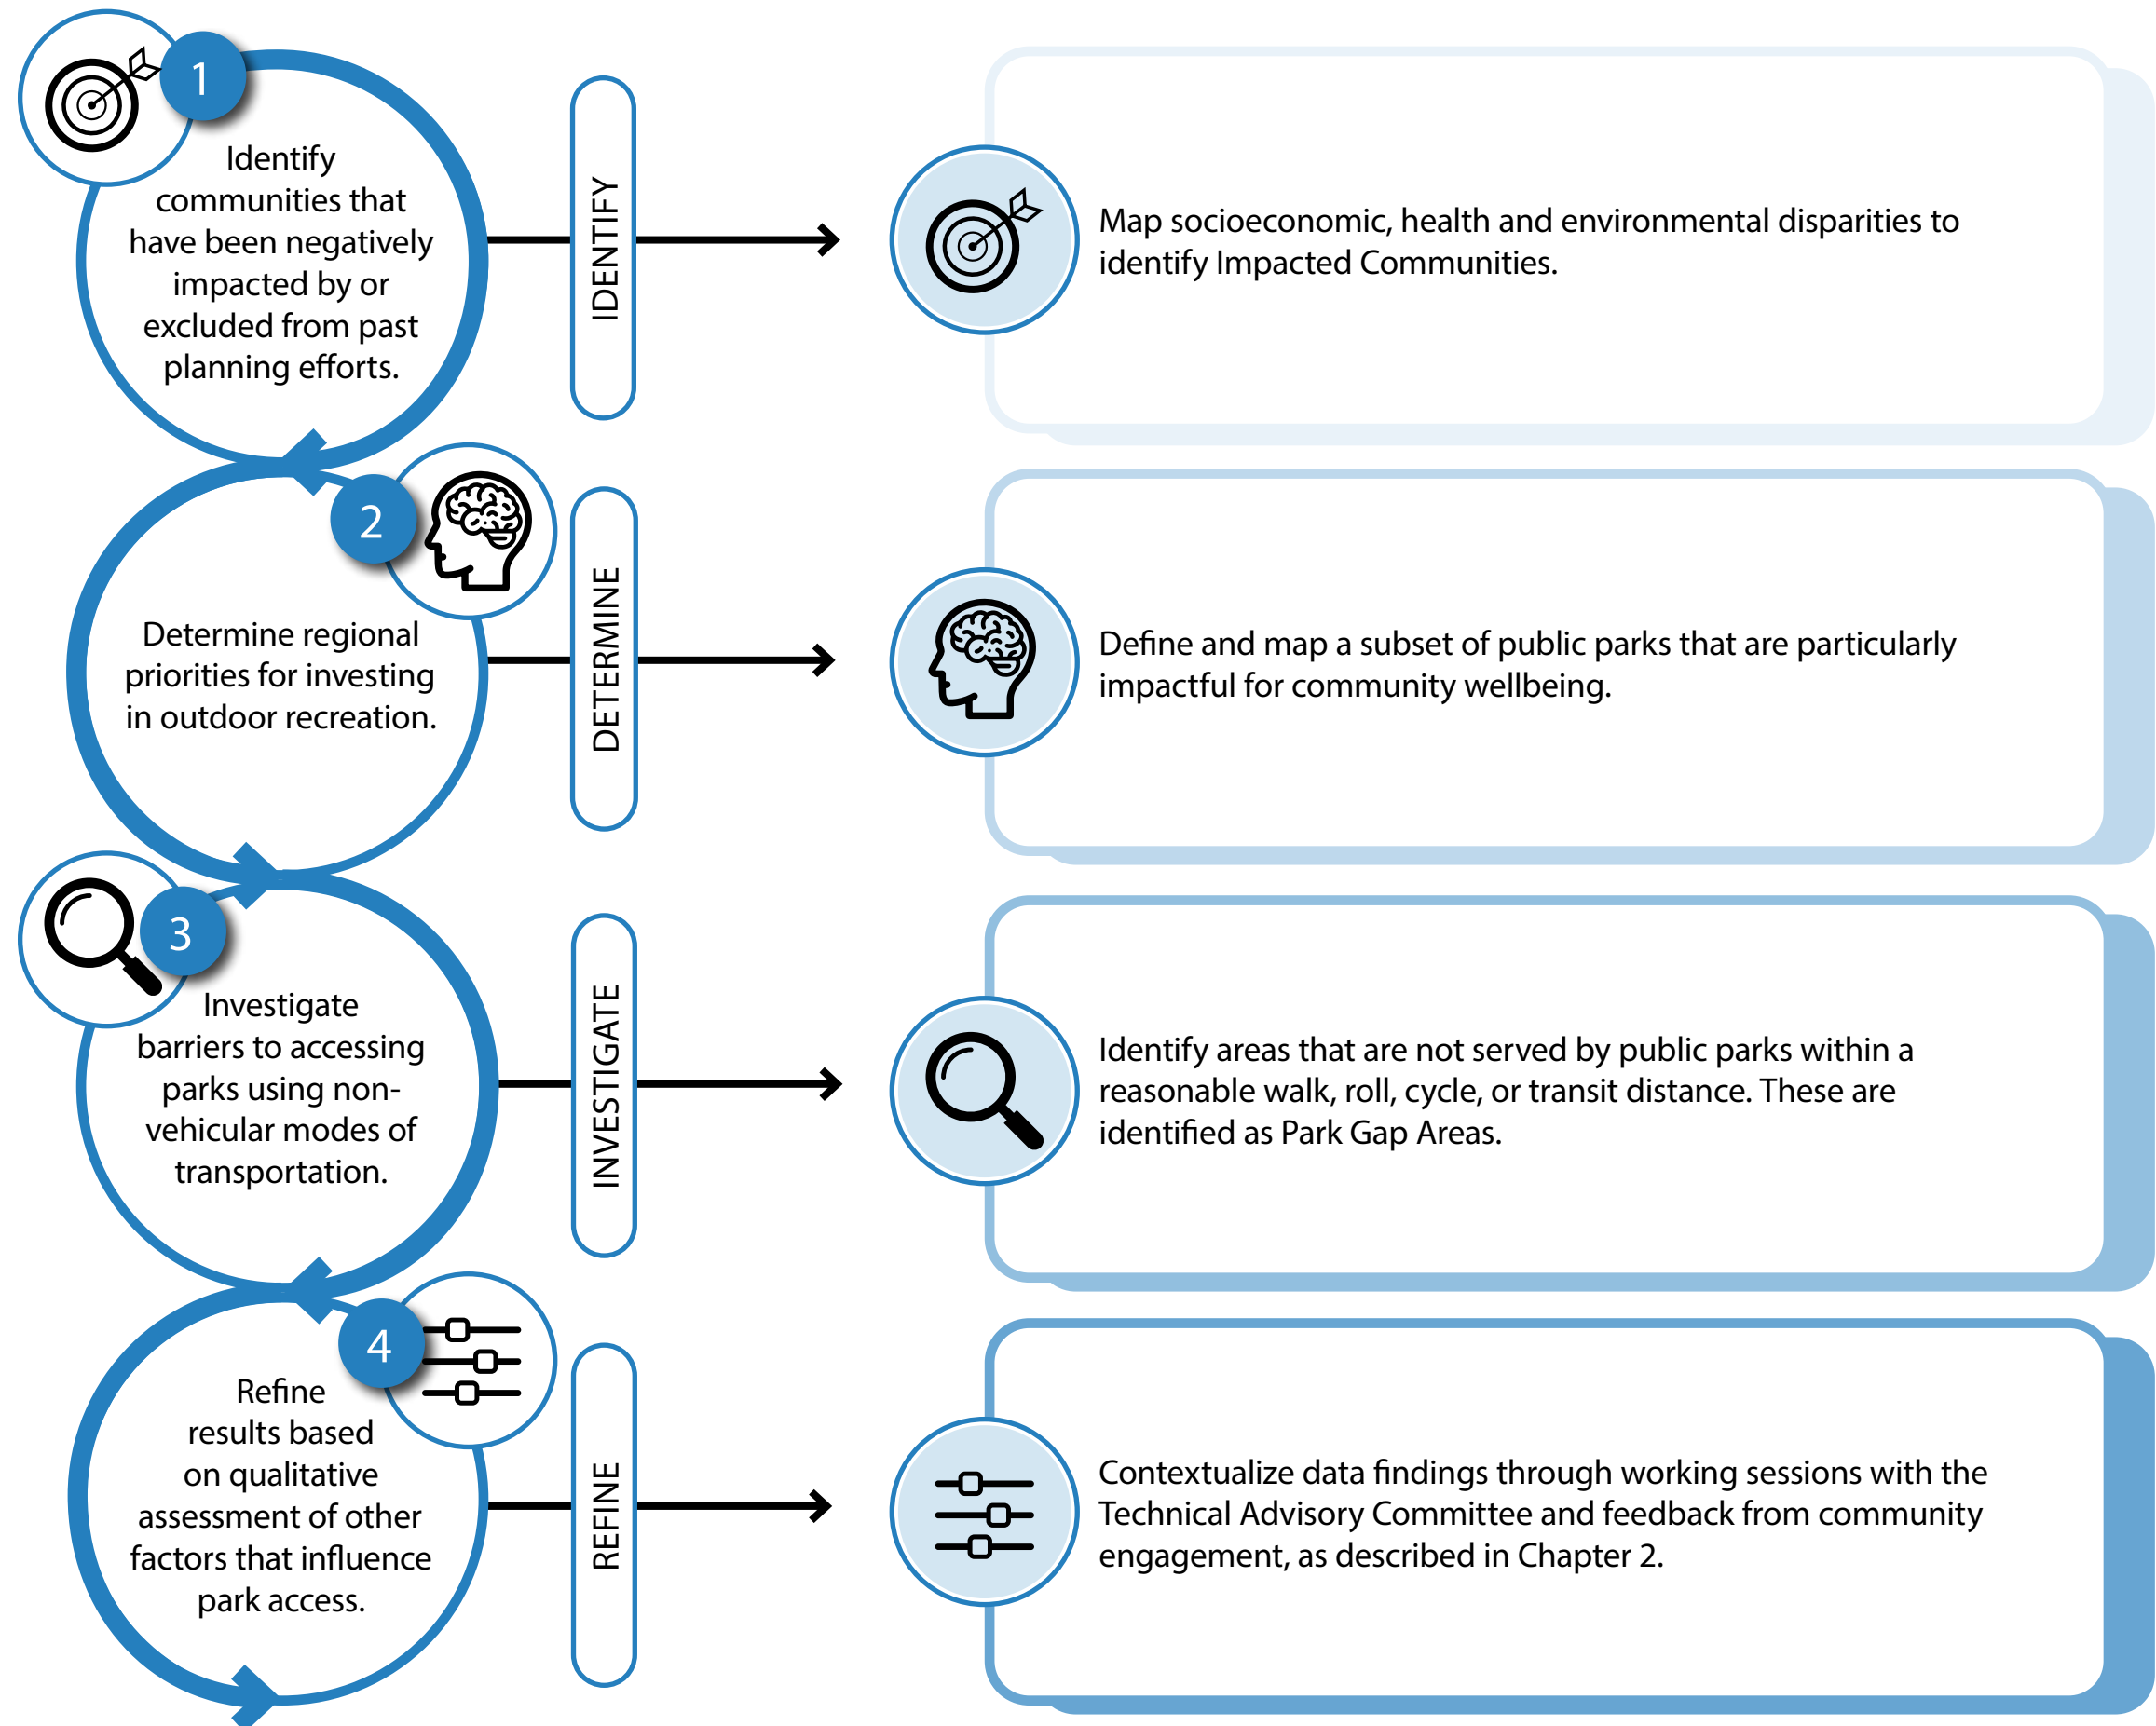 1
Identify
communities that
have been negatively
impacted by or
excluded from past
planning efforts.
IDENTIFY
Map socioeconomic, health and environmental disparities to
identify Impacted Communities.
2
Determine regional
priorities for investing
in outdoor recreation.
DETERMINE
Define and map a subset of public parks that are particularly
impactful for community wellbeing.
3
Investigate
barriers to accessing
parks using non-
vehicular modes of
transportation.
INVESTIGATE
Identify areas that are not served by public parks within a
reasonable walk, roll, cycle, or transit distance. These are
identified as Park Gap Areas.
4
Refine
results based
on qualitative
assessment of other
factors that influence
park access.
REFINE
Contextualize data findings through working sessions with the
Technical Advisory Committee and feedback from community
engagement, as described in Chapter 2.